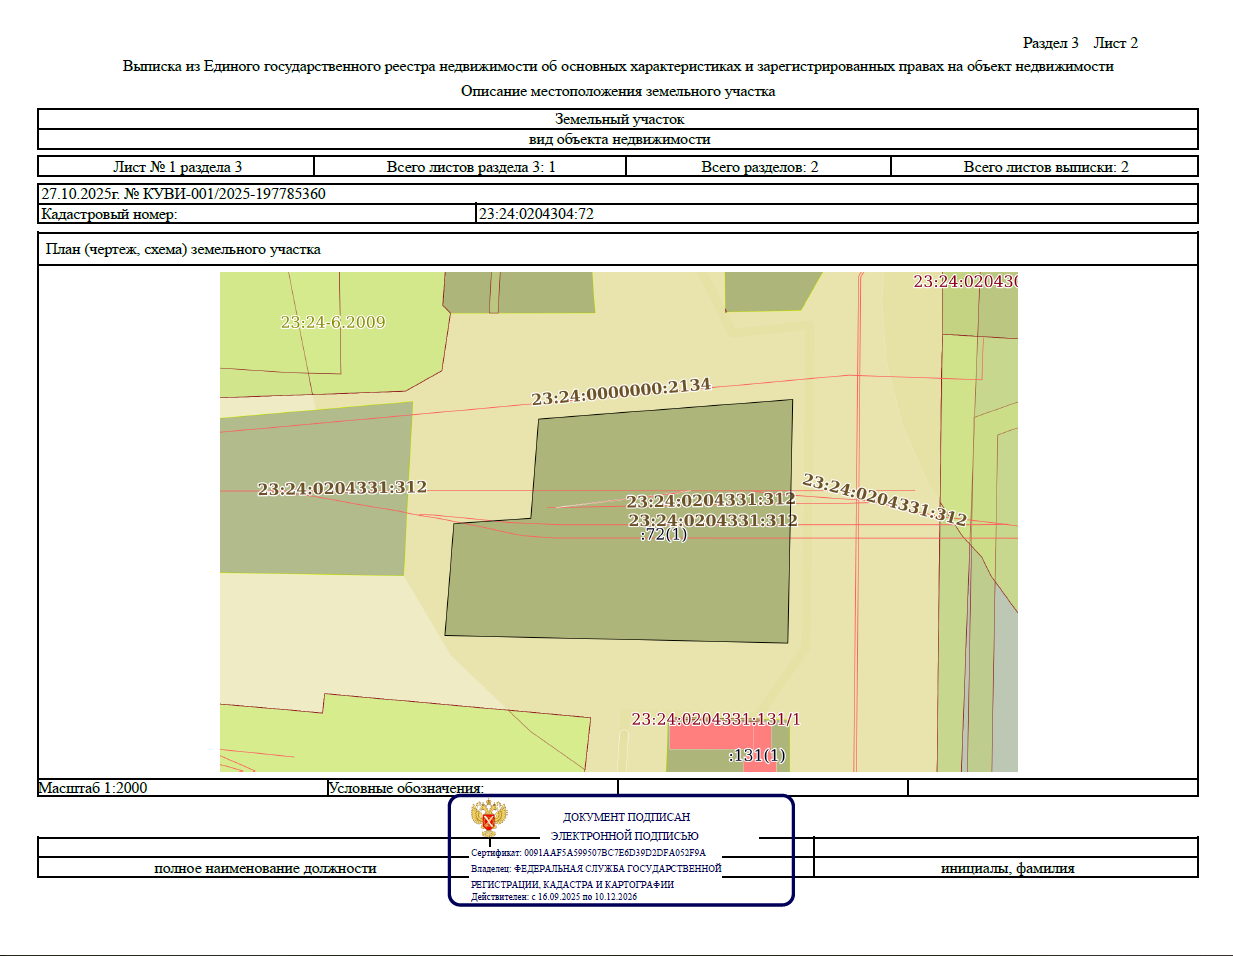 Раздел 3 Лист 2
Выписка из Единого государственного реестра недвижимости об основных характеристиках и зарегистрированных правах на объект недвижимости
Описание местоположения земельного участка
Земельный участок
вид объекта недвижимости
Лист № 1 раздела 3 Всего листов раздела 3: 1 Всего разделов: 2 Всего листов выписки: 2
27.10.2025г. № КУВИ-001/2025-197785360
Кадастровый номер: 23:24:0204304:72
План (чертеж, схема) земельного участка
23:24:020430
23:24-6.2009
23:24:0000000:2134
23:24:0204331:312
23:24:0204331:312
23:24:0204331:312
23:24:0204331:312
:72(1)
23:24:0204331:131/1
:131(1)
Масштаб 1:2000 Условные обозначения:
ДОКУМЕНТ ПОДПИСАН
ЭЛЕКТРОННОЙ ПОДПИСЬЮ
Сертификат: 0091AAF5A599507BC7E6D39D2DFA052F9A
Владелец: ФЕДЕРАЛЬНАЯ СЛУЖБА ГОСУДАРСТВЕННОЙ
РЕГИСТРАЦИИ, КАДАСТРА И КАРТОГРАФИИ
Действителен: с 16.09.2025 по 10.12.2026
полное наименование должности инициалы, фамилия